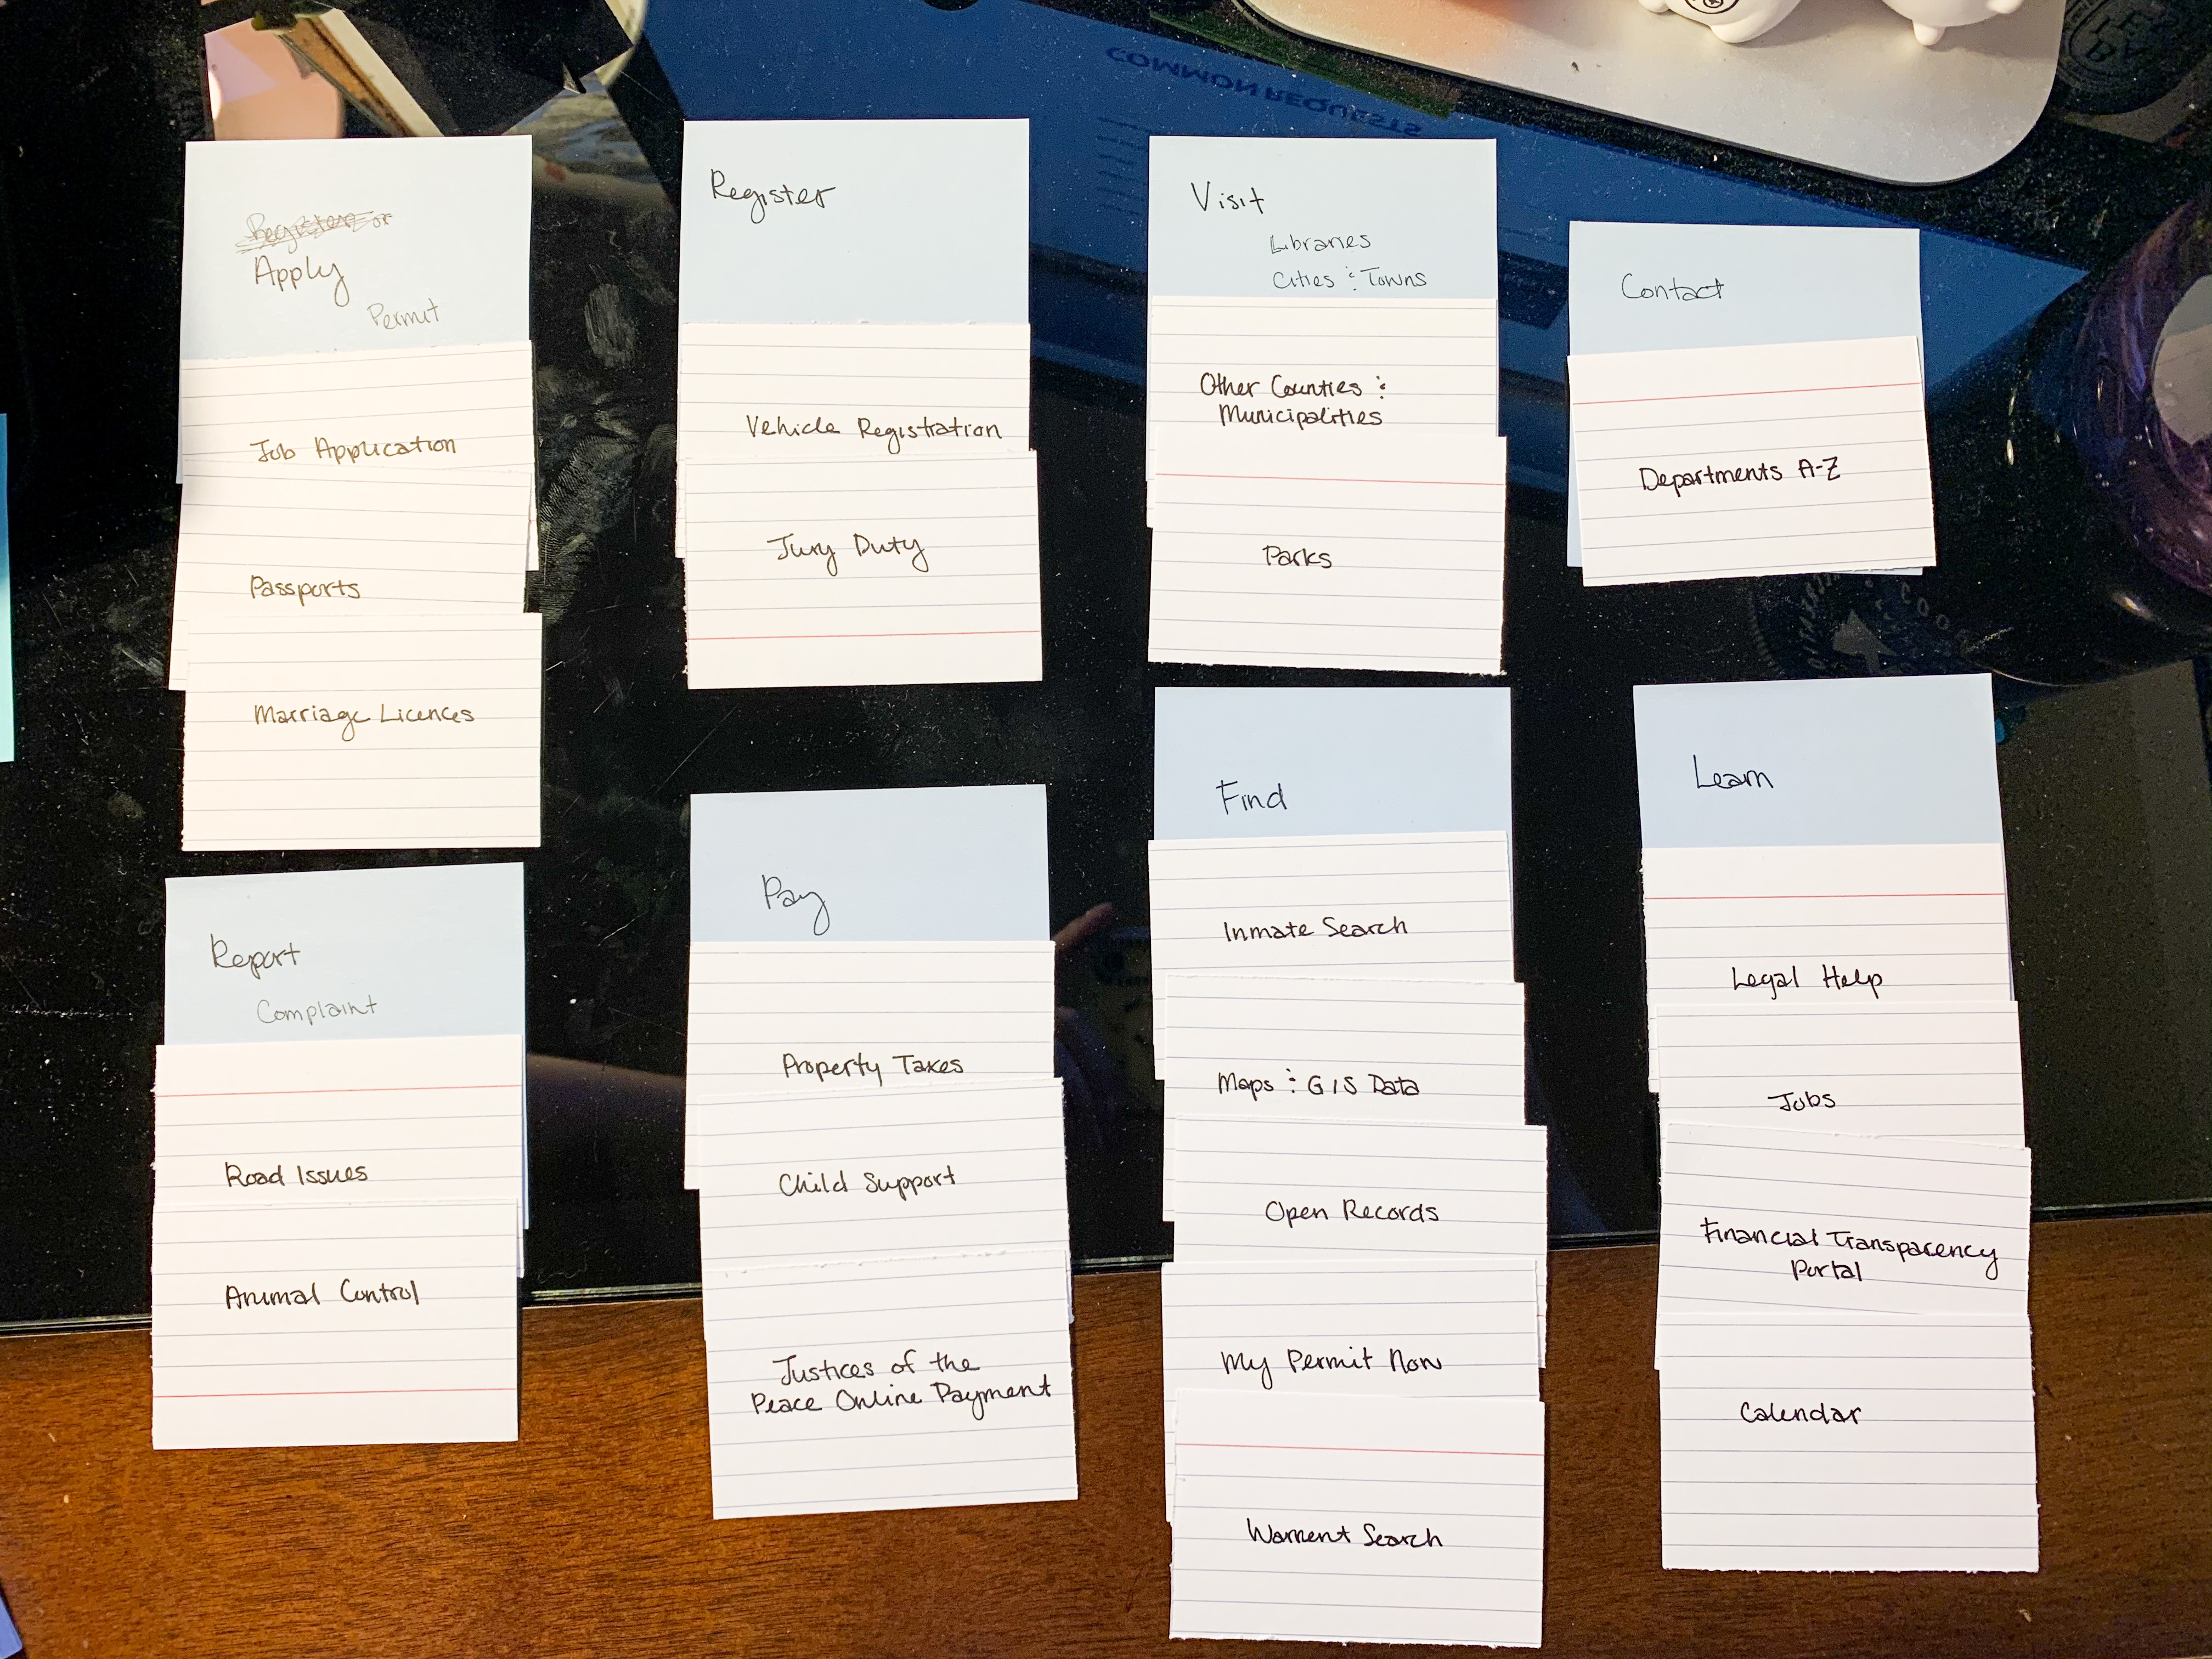 COMMON REQUESTS
Register or
Apply
Permit
Job Application
Passports
Marriage Licences
Register
Vehicle Registration
Jury Duty
Visit
Libraries
Cities & Towns
Other Counties &
Municipalities
Parks
Contact
Departments A-Z
Report
Complaint
Road Issues
Animal Control
Pay
Property Taxes
Child Support
Justices of the
Peace Online Payment
Find
Inmate Search
Maps & GIS Data
Open Records
My Permit Now
Warrent Search
Learn
Legal Help
Jobs
Financial Transparency
Portal
Calendar